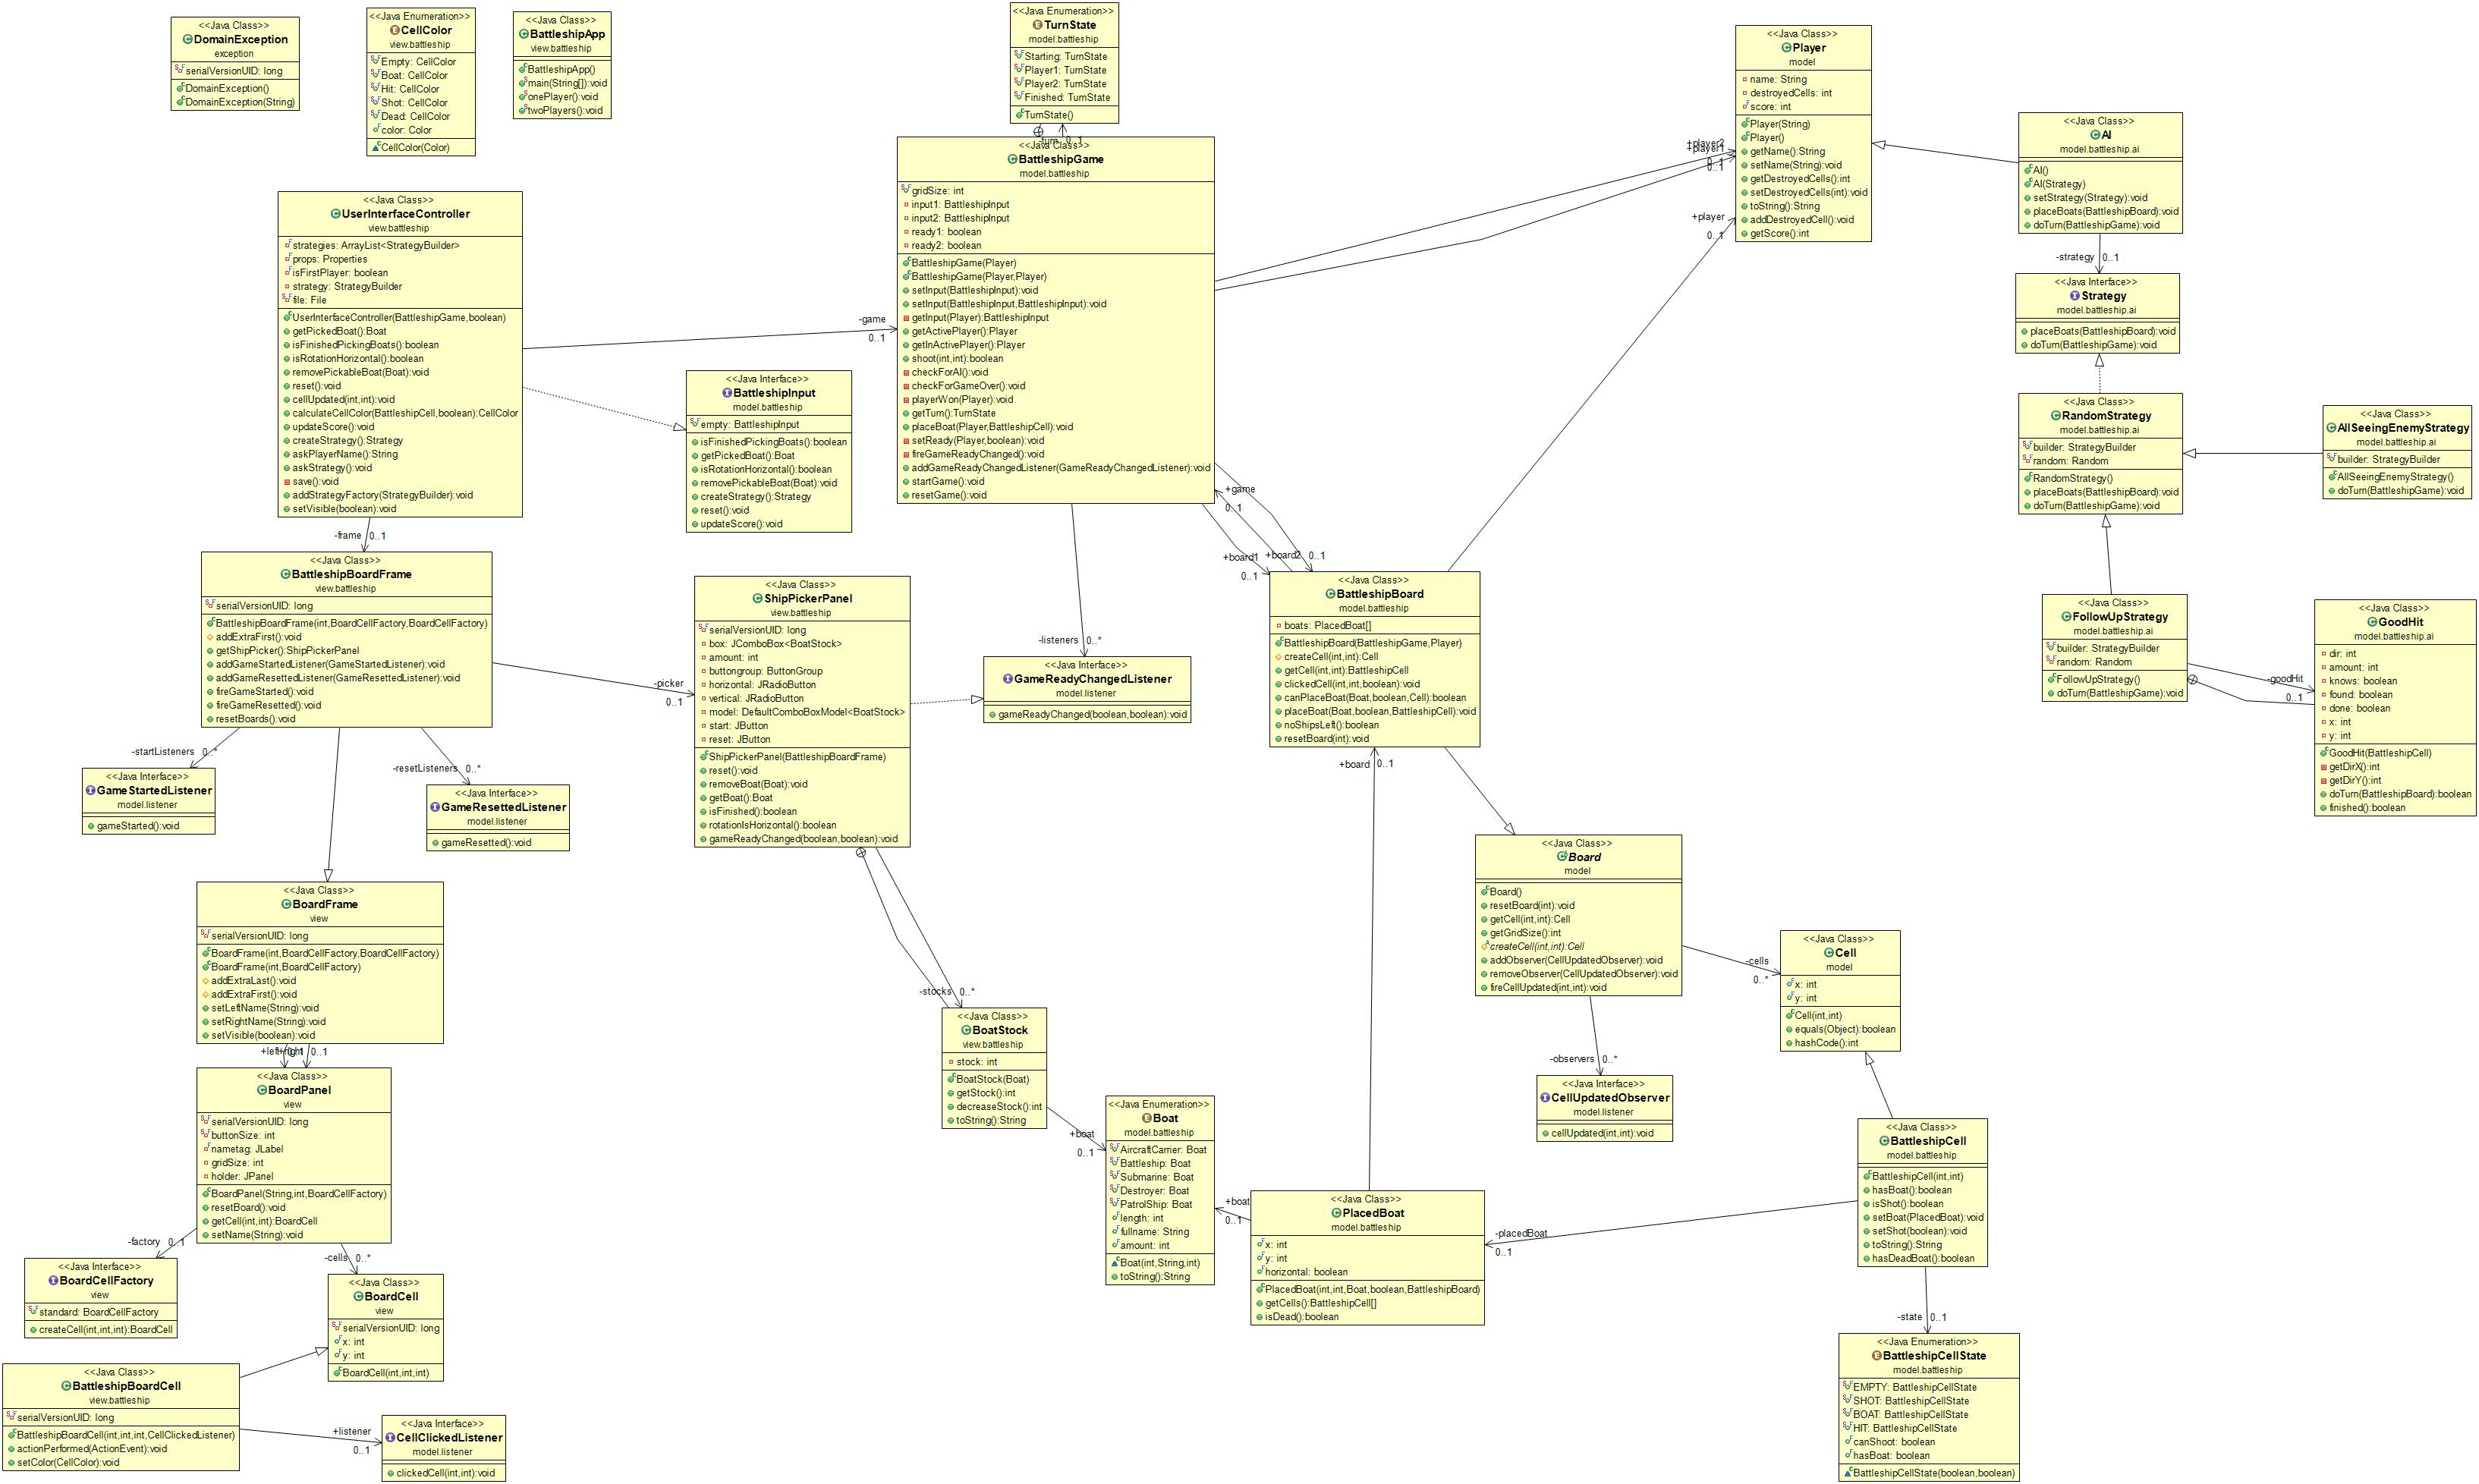 <<Java Class>>
DomainException
exception
serialVersionUID: long
DomainException()
DomainException(String)
<<Java Enumeration>>
CellColor
view.battleship
Empty: CellColor
Boat: CellColor
Hit: CellColor
Shot: CellColor
Dead: CellColor
color: Color
CellColor(Color)
<<Java Class>>
BattleshipApp
view.battleship
BattleshipApp()
main(String[]):void
onePlayer():void
twoPlayers():void
<<Java Enumeration>>
TurnState
model.battleship
Starting: TurnState
Player1: TurnState
Player2: TurnState
Finished: TurnState
TurnState()
-turn 0..1
<<Java Class>>
BattleshipGame
model.battleship
gridSize: int
input1: BattleshipInput
input2: BattleshipInput
ready1: boolean
ready2: boolean
BattleshipGame(Player)
BattleshipGame(Player,Player)
setInput(BattleshipInput):void
setInput(BattleshipInput,BattleshipInput):void
getInput(Player):BattleshipInput
getActivePlayer():Player
getInActivePlayer():Player
shoot(int,int):boolean
checkForAI():void
checkForGameOver():void
playerWon(Player):void
getTurn():TurnState
placeBoat(Player,BattleshipCell):void
setReady(Player,boolean):void
fireGameReadyChanged():void
addGameReadyChangedListener(GameReadyChangedListener):void
startGame():void
resetGame():void
<<Java Class>>
Player
model
name: String
destroyedCells: int
score: int
Player(String)
Player()
getName():String
setName(String):void
getDestroyedCells():int
setDestroyedCells(int):void
toString():String
addDestroyedCell():void
getScore():int
+player2
+player1
0..1
0..1
+player
0..1
<<Java Class>>
AI
model.battleship.ai
AI()
AI(Strategy)
setStrategy(Strategy):void
placeBoats(BattleshipBoard):void
doTurn(BattleshipGame):void
-strategy 0..1
<<Java Interface>>
Strategy
model.battleship.ai
placeBoats(BattleshipBoard):void
doTurn(BattleshipGame):void
<<Java Class>>
RandomStrategy
model.battleship.ai
builder: StrategyBuilder
random: Random
RandomStrategy()
placeBoats(BattleshipBoard):void
doTurn(BattleshipGame):void
<<Java Class>>
AllSeeingEnemyStrategy
model.battleship.ai
builder: StrategyBuilder
AllSeeingEnemyStrategy()
doTurn(BattleshipGame):void
<<Java Class>>
FollowUpStrategy
model.battleship.ai
builder: StrategyBuilder
random: Random
FollowUpStrategy()
doTurn(BattleshipGame):void
-goodHit
0..1
<<Java Class>>
GoodHit
model.battleship.ai
dir: int
amount: int
knows: boolean
found: boolean
done: boolean
x: int
y: int
GoodHit(BattleshipCell)
getDirX():int
getDirY():int
doTurn(BattleshipBoard):boolean
finished():boolean
<<Java Class>>
UserInterfaceController
view.battleship
strategies: ArrayList<StrategyBuilder>
props: Properties
isFirstPlayer: boolean
strategy: StrategyBuilder
file: File
UserInterfaceController(BattleshipGame,boolean)
getPickedBoat():Boat
isFinishedPickingBoats():boolean
isRotationHorizontal():boolean
removePickableBoat(Boat):void
reset():void
cellUpdated(int,int):void
calculateCellColor(BattleshipCell,boolean):CellColor
updateScore():void
createStrategy():Strategy
askPlayerName():String
askStrategy():void
save():void
addStrategyFactory(StrategyBuilder):void
setVisible(boolean):void
-game
0..1
-frame 0..1
<<Java Interface>>
BattleshipInput
model.battleship
empty: BattleshipInput
isFinishedPickingBoats():boolean
getPickedBoat():Boat
isRotationHorizontal():boolean
removePickableBoat(Boat):void
createStrategy():Strategy
reset():void
updateScore():void
<<Java Class>>
BattleshipBoardFrame
view.battleship
serialVersionUID: long
BattleshipBoardFrame(int,BoardCellFactory,BoardCellFactory)
addExtraFirst():void
getShipPicker():ShipPickerPanel
addGameStartedListener(GameStartedListener):void
addGameResettedListener(GameResettedListener):void
fireGameStarted():void
fireGameResetted():void
resetBoards():void
-picker
0..1
-startListeners 0..*
-resetListeners 0..*
<<Java Interface>>
GameStartedListener
model.listener
gameStarted():void
<<Java Interface>>
GameResettedListener
model.listener
gameResetted():void
<<Java Class>>
ShipPickerPanel
view.battleship
serialVersionUID: long
box: JComboBox<BoatStock>
amount: int
buttongroup: ButtonGroup
horizontal: JRadioButton
vertical: JRadioButton
model: DefaultComboBoxModel<BoatStock>
start: JButton
reset: JButton
ShipPickerPanel(BattleshipBoardFrame)
reset():void
removeBoat(Boat):void
getBoat():Boat
isFinished():boolean
rotationIsHorizontal():boolean
gameReadyChanged(boolean,boolean):void
-listeners 0..*
<<Java Interface>>
GameReadyChangedListener
model.listener
gameReadyChanged(boolean,boolean):void
+game
0..1
+board1
0..1
+board2 0..1
<<Java Class>>
BattleshipBoard
model.battleship
boats: PlacedBoat[]
BattleshipBoard(BattleshipGame,Player)
createCell(int,int):Cell
getCell(int,int):BattleshipCell
clickedCell(int,int,boolean):void
canPlaceBoat(Boat,boolean,Cell):boolean
placeBoat(Boat,boolean,BattleshipCell):void
noShipsLeft():boolean
resetBoard(int):void
+board 0..1
<<Java Class>>
Board
model
Board()
resetBoard(int):void
getCell(int,int):Cell
getGridSize():int
createCell(int,int):Cell
addObserver(CellUpdatedObserver):void
removeObserver(CellUpdatedObserver):void
fireCellUpdated(int,int):void
-cells
0..*
-observers 0..*
<<Java Class>>
Cell
model
x: int
y: int
Cell(int,int)
equals(Object):boolean
hashCode():int
<<Java Interface>>
CellUpdatedObserver
model.listener
cellUpdated(int,int):void
<<Java Class>>
BoardFrame
view
serialVersionUID: long
BoardFrame(int,BoardCellFactory,BoardCellFactory)
BoardFrame(int,BoardCellFactory)
addExtraLast():void
addExtraFirst():void
setLeftName(String):void
setRightName(String):void
setVisible(boolean):void
0..1
<<Java Class>>
BoardPanel
view
serialVersionUID: long
buttonSize: int
nametag: JLabel
gridSize: int
holder: JPanel
BoardPanel(String,int,BoardCellFactory)
resetBoard():void
getCell(int,int):BoardCell
setName(String):void
-factory 0..1
-cells 0..*
<<Java Interface>>
BoardCellFactory
view
standard: BoardCellFactory
createCell(int,int,int):BoardCell
<<Java Class>>
BoardCell
view
serialVersionUID: long
x: int
y: int
BoardCell(int,int,int)
<<Java Class>>
BattleshipBoardCell
view.battleship
serialVersionUID: long
BattleshipBoardCell(int,int,int,CellClickedListener)
actionPerformed(ActionEvent):void
setColor(CellColor):void
+listener
0..1
<<Java Interface>>
CellClickedListener
model.listener
clickedCell(int,int):void
-stocks 0..*
<<Java Class>>
BoatStock
view.battleship
stock: int
BoatStock(Boat)
getStock():int
decreaseStock():int
toString():String
+boat
0..1
<<Java Enumeration>>
Boat
model.battleship
AircraftCarrier: Boat
Battleship: Boat
Submarine: Boat
Destroyer: Boat
PatrolShip: Boat
length: int
fullname: String
amount: int
Boat(int,String,int)
toString():String
+boat
0..1
<<Java Class>>
PlacedBoat
model.battleship
x: int
y: int
horizontal: boolean
PlacedBoat(int,int,Boat,boolean,BattleshipBoard)
getCells():BattleshipCell[]
isDead():boolean
-placedBoat
0..1
<<Java Class>>
BattleshipCell
model.battleship
BattleshipCell(int,int)
hasBoat():boolean
isShot():boolean
setBoat(PlacedBoat):void
setShot(boolean):void
toString():String
hasDeadBoat():boolean
-state 0..1
<<Java Enumeration>>
BattleshipCellState
model.battleship
EMPTY: BattleshipCellState
SHOT: BattleshipCellState
BOAT: BattleshipCellState
HIT: BattleshipCellState
canShoot: boolean
hasBoat: boolean
BattleshipCellState(boolean,boolean)